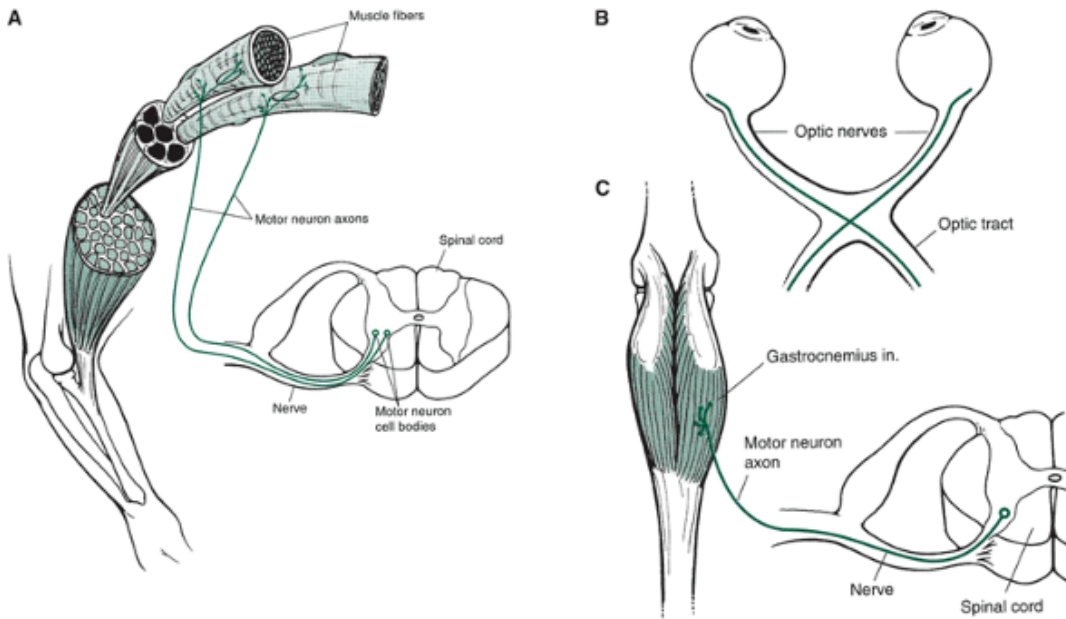 A
Muscle fibers
Motor neuron axons
Spinal cord
Nerve
Motor neuron
cell bodies
B
Optic nerves
Optic tract
C
Gastrocnemius in.
Motor neuron
axon
Nerve
Spinal cord